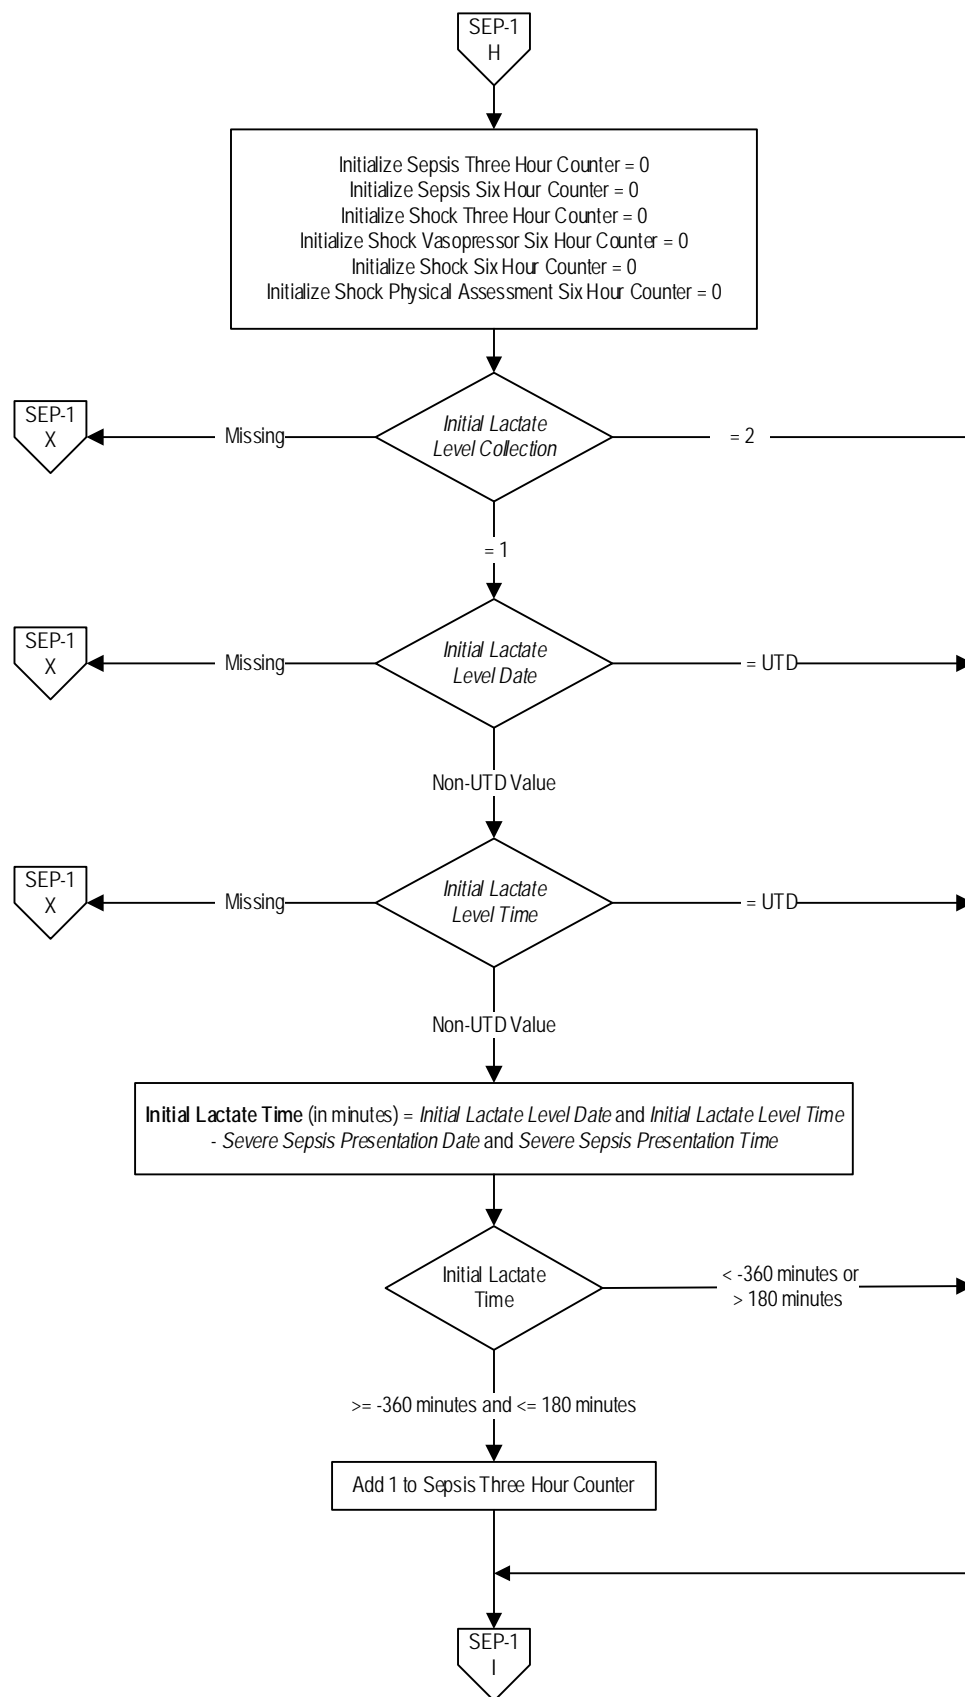 SEP-1
H
Initialize Sepsis Three Hour Counter = 0
Initialize Sepsis Six Hour Counter = 0
Initialize Shock Three Hour Counter = 0
Initialize Shock Vasopressor Six Hour Counter = 0
Initialize Shock Six Hour Counter = 0
Initialize Shock Physical Assessment Six Hour Counter = 0
SEP-1
X
Missing
Initial Lactate
Level Collection
= 2
= 1
SEP-1
X
Missing
Initial Lactate
Level Date
= UTD
Non-UTD Value
SEP-1
X
Missing
Initial Lactate
Level Time
= UTD
Non-UTD Value
Initial Lactate Time (in minutes) = Initial Lactate Level Date and Initial Lactate Level Time
- Severe Sepsis Presentation Date and Severe Sepsis Presentation Time
Initial Lactate
Time
< -360 minutes or
> 180 minutes
>= -360 minutes and <= 180 minutes
Add 1 to Sepsis Three Hour Counter
SEP-1
I